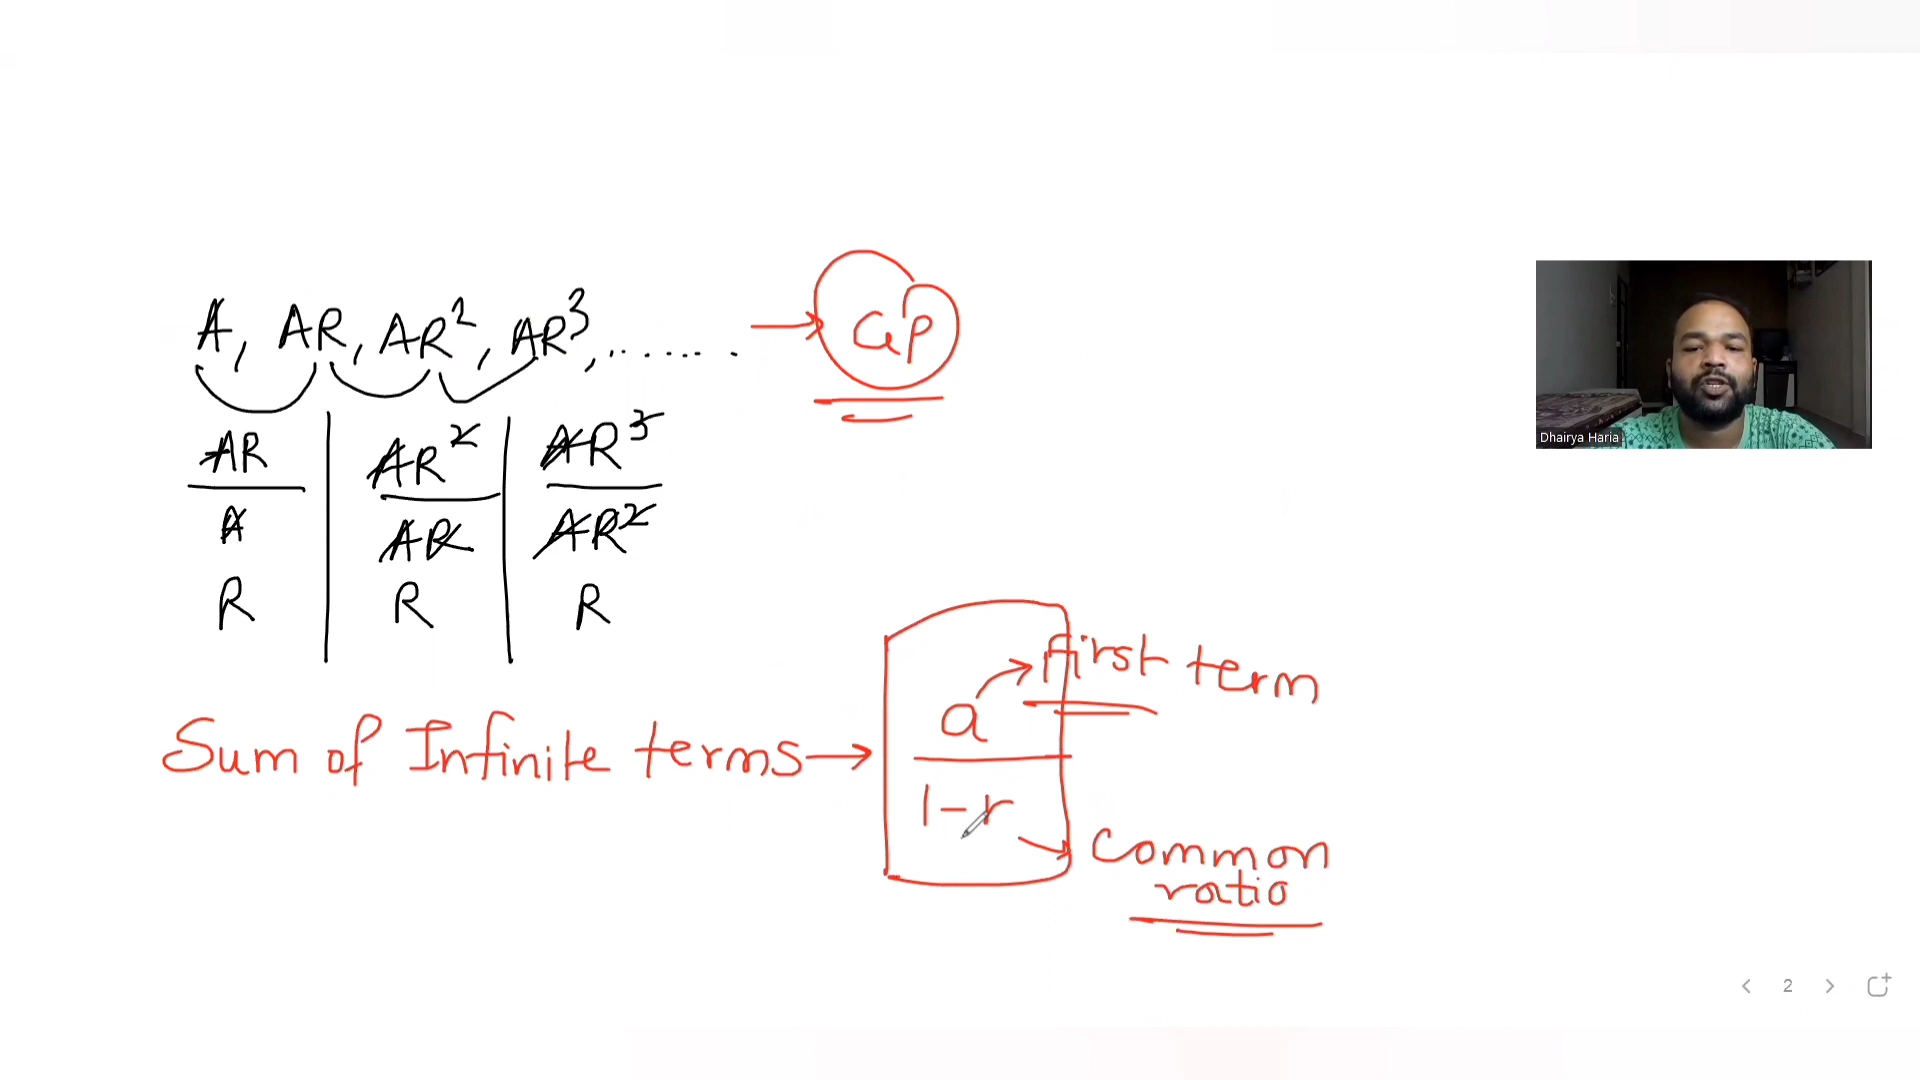 A, AR, AR², AR³, ....... → GP
AR/A | AR²/AR | AR³/AR²
R | R | R
Sum of Infinite terms → a/1-r
first term
common
ratio
Dhairya Haria
2